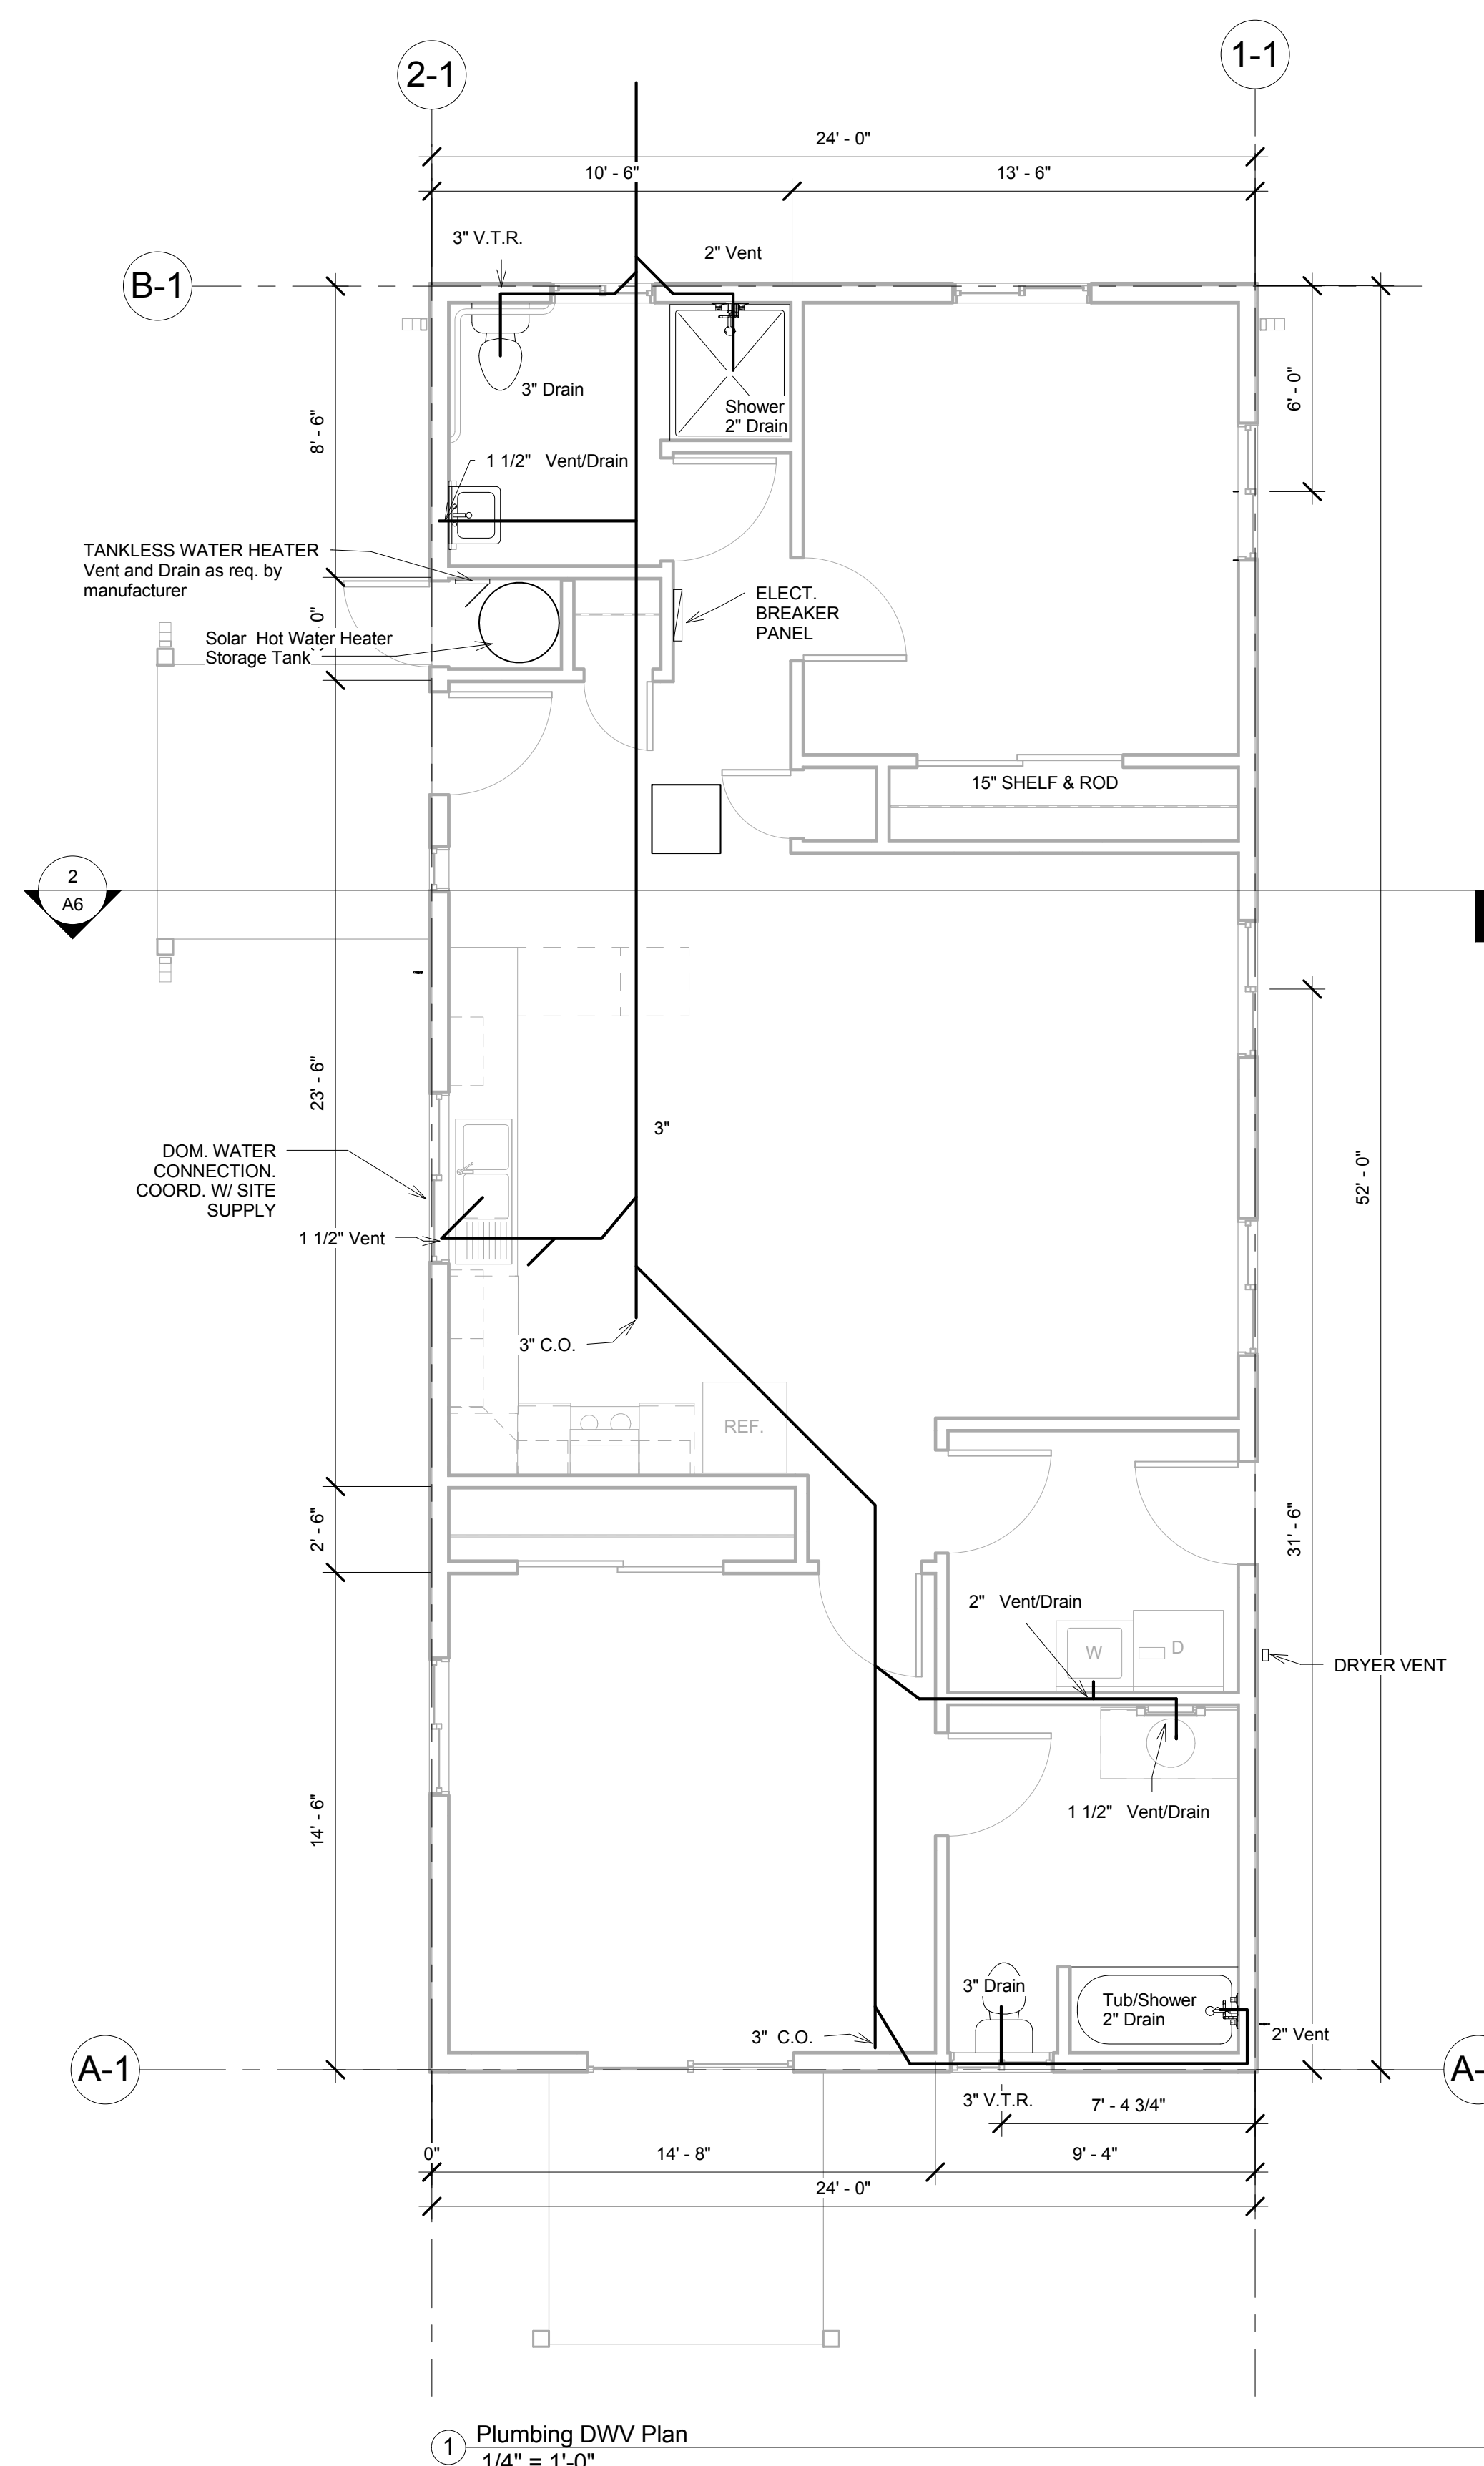 2-1
1-1
24' - 0"
10' - 6"
13' - 6"
3" V.T.R.
2" Vent
B-1
8' - 6"
6' - 0"
3" Drain
Shower
2" Drain
1 1/2" Vent/Drain
TANKLESS WATER HEATER
Vent and Drain as req. by
manufacturer
0"
Solar Hot Water Heater
Storage Tank
ELECT.
BREAKER
PANEL
15" SHELF & ROD
2
A6
23' - 6"
3"
52' - 0"
DOM. WATER
CONNECTION.
COORD. W/ SITE
SUPPLY
1 1/2" Vent
3" C.O.
REF.
2' - 6"
31' - 6"
2" Vent/Drain
W
D
DRYER VENT
14' - 6"
1 1/2" Vent/Drain
3" Drain
Tub/Shower
2" Drain
3" C.O.
2" Vent
A-1
A-
3" V.T.R.
7' - 4 3/4"
0"
14' - 8"
9' - 4"
24' - 0"
1
Plumbing DWV Plan
1/4" = 1'-0"